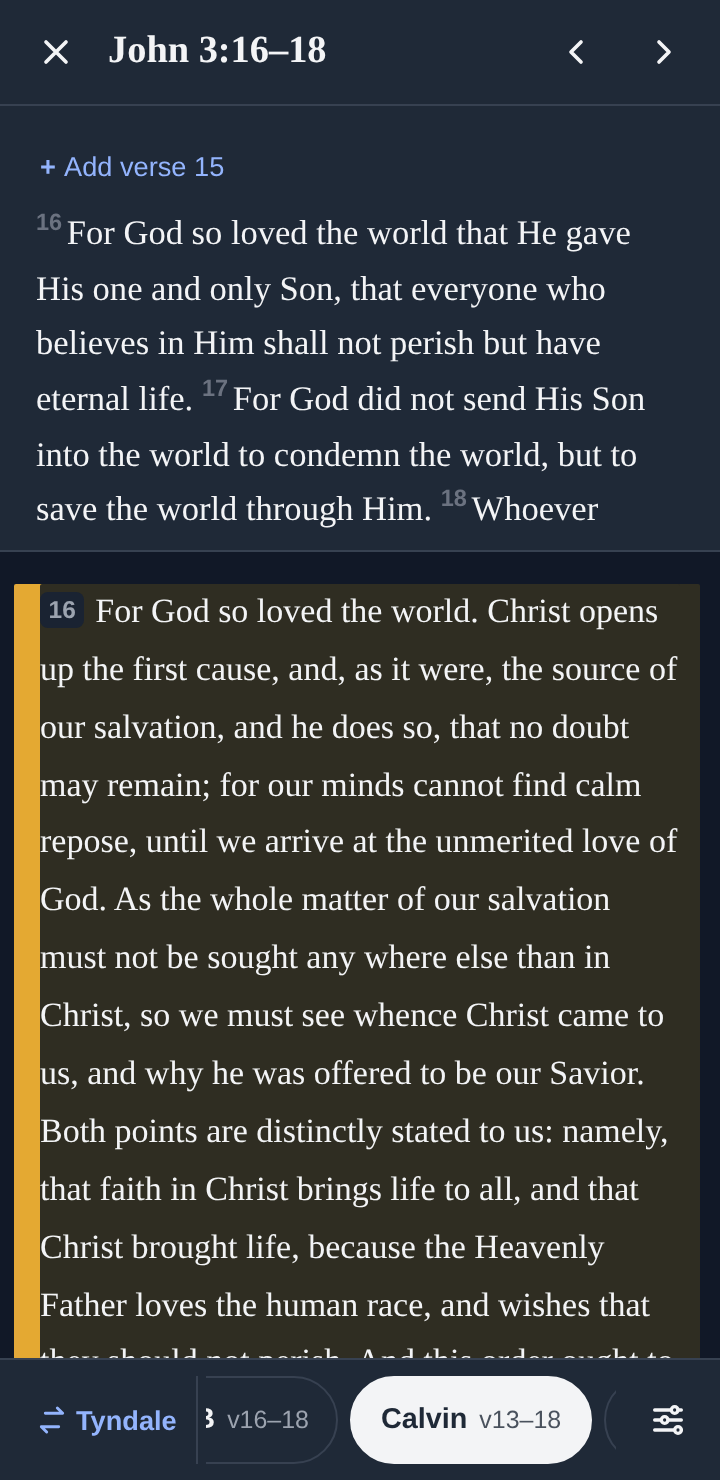 John 3:16–18
+ Add verse 15
16 For God so loved the world that He gave
His one and only Son, that everyone who
believes in Him shall not perish but have
eternal life. 17 For God did not send His Son
into the world to condemn the world, but to
save the world through Him. 18 Whoever
16 For God so loved the world. Christ opens
up the first cause, and, as it were, the source of
our salvation, and he does so, that no doubt
may remain; for our minds cannot find calm
repose, until we arrive at the unmerited love of
God. As the whole matter of our salvation
must not be sought any where else than in
Christ, so we must see whence Christ came to
us, and why he was offered to be our Savior.
Both points are distinctly stated to us: namely,
that faith in Christ brings life to all, and that
Christ brought life, because the Heavenly
Father loves the human race, and wishes that
they should not perish. And this order ought to
Tyndale v16–18 Calvin v13–18